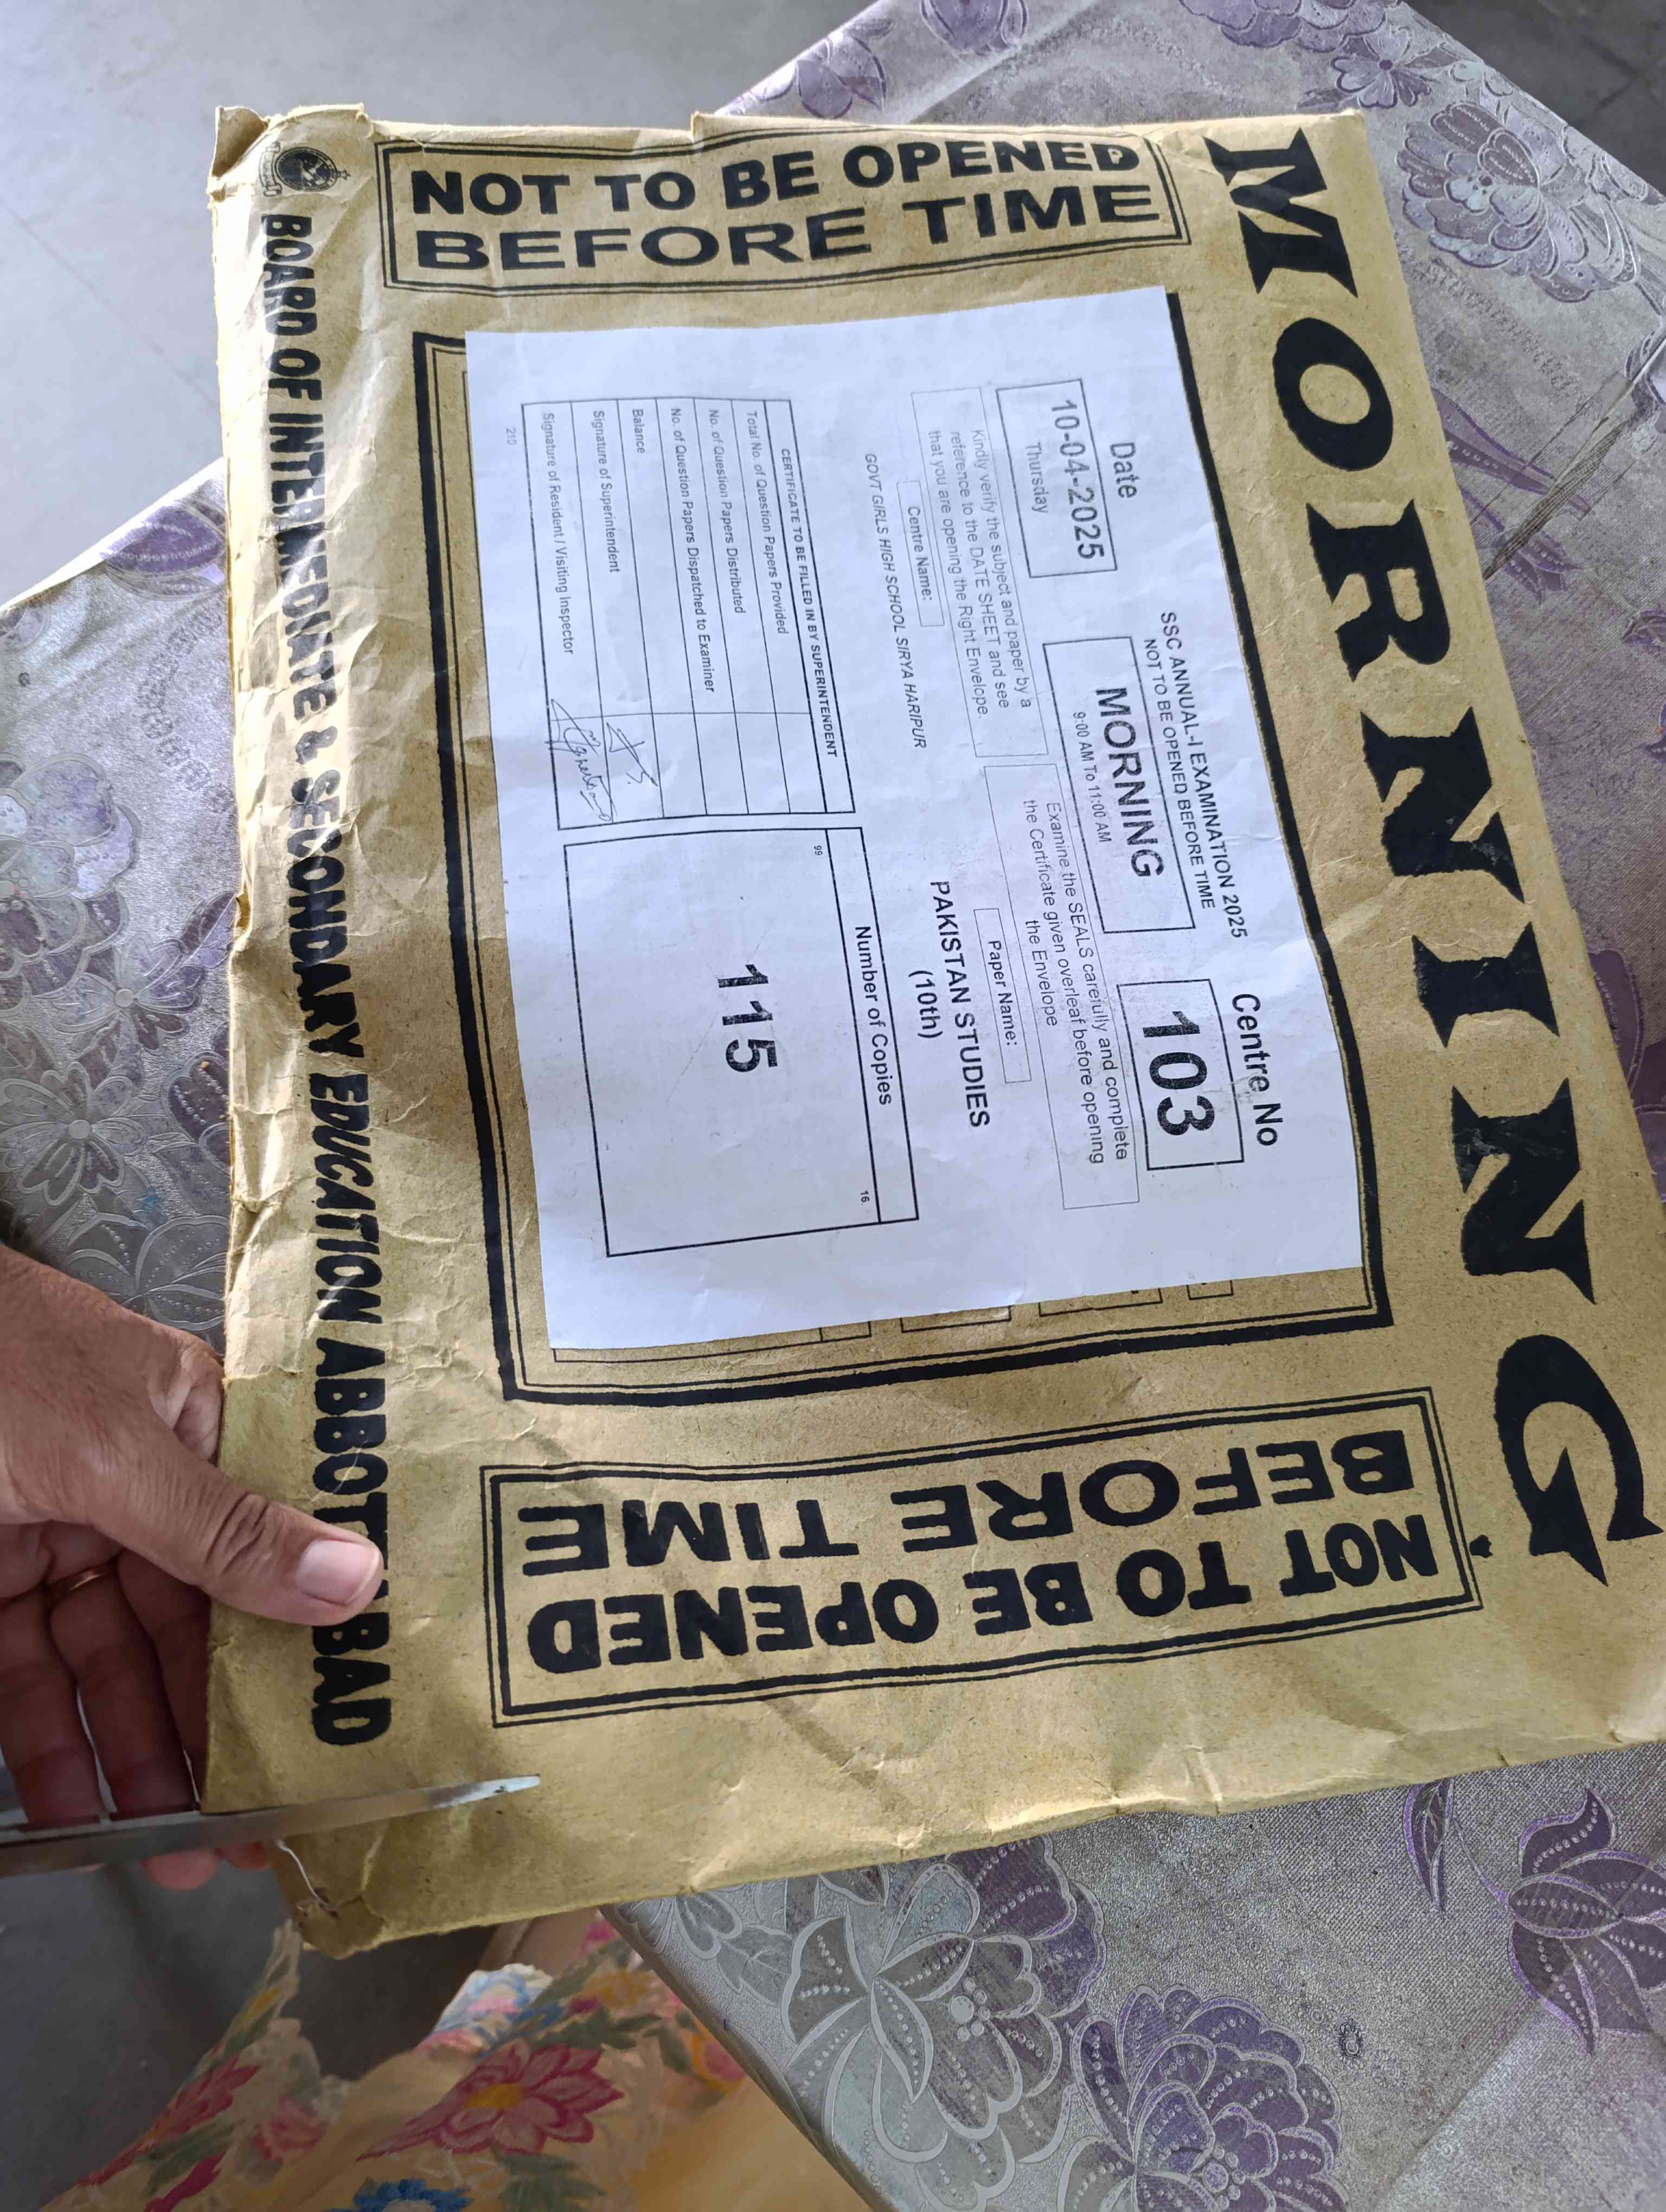 MORNING
NOT TO BE OPENED
BEFORE TIME
SSC ANNUAL-I EXAMINATION 2025
NOT TO BE OPENED BEFORE TIME
Date
10-04-2025
Thursday
MORNING
9:00 AM To 11:00 AM
Centre No
103
Kindly verify the subject and paper by a
reference to the DATE SHEET and see
that you are opening the Right Envelope.
Examine the SEALS carefully and complete
the Certificate given overleaf before opening
the Envelope
Centre Name:
GOVT GIRLS HIGH SCHOOL SIRYA HARIPUR
Paper Name:
PAKISTAN STUDIES
(10th)
CERTIFICATE TO BE FILLED IN BY SUPERINTENDENT
Total No. of Question Papers Provided
No. of Question Papers Distributed
No. of Question Papers Dispatched to Examiner
Balance
Signature of Superintendent
Signature of Resident / Visiting Inspector
Number of Copies
99
16
115
210
NOT TO BE OPENED
BEFORE TIME
BOARD OF INTERMEDIATE & SECONDARY EDUCATION ABBOTTABAD